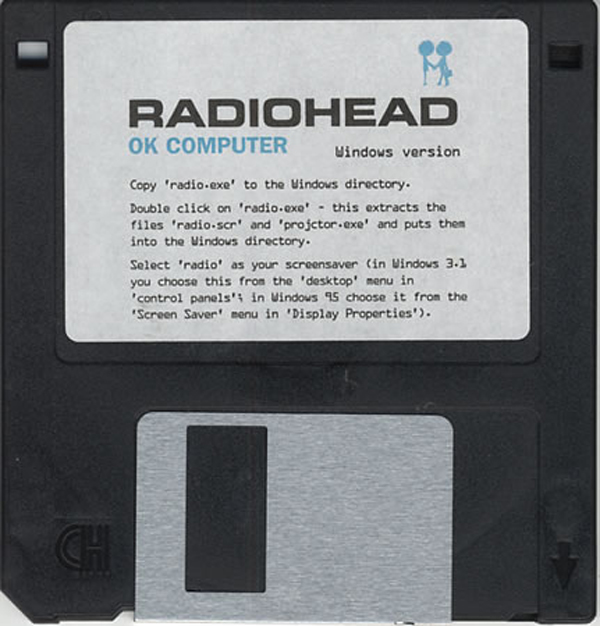 RADIOHEAD
OK COMPUTER
Windows version
Copy 'radio.exe' to the Windows directory.
Double click on 'radio.exe' - this extracts the
files 'radio.scr' and 'projctor.exe' and puts them
into the Windows directory.
Select 'radio' as your screensaver (in Windows 3.1
you choose this from the 'desktop' menu in
'control panels'; in Windows 95 choose it from the
'Screen Saver' menu in 'Display Properties').
CH